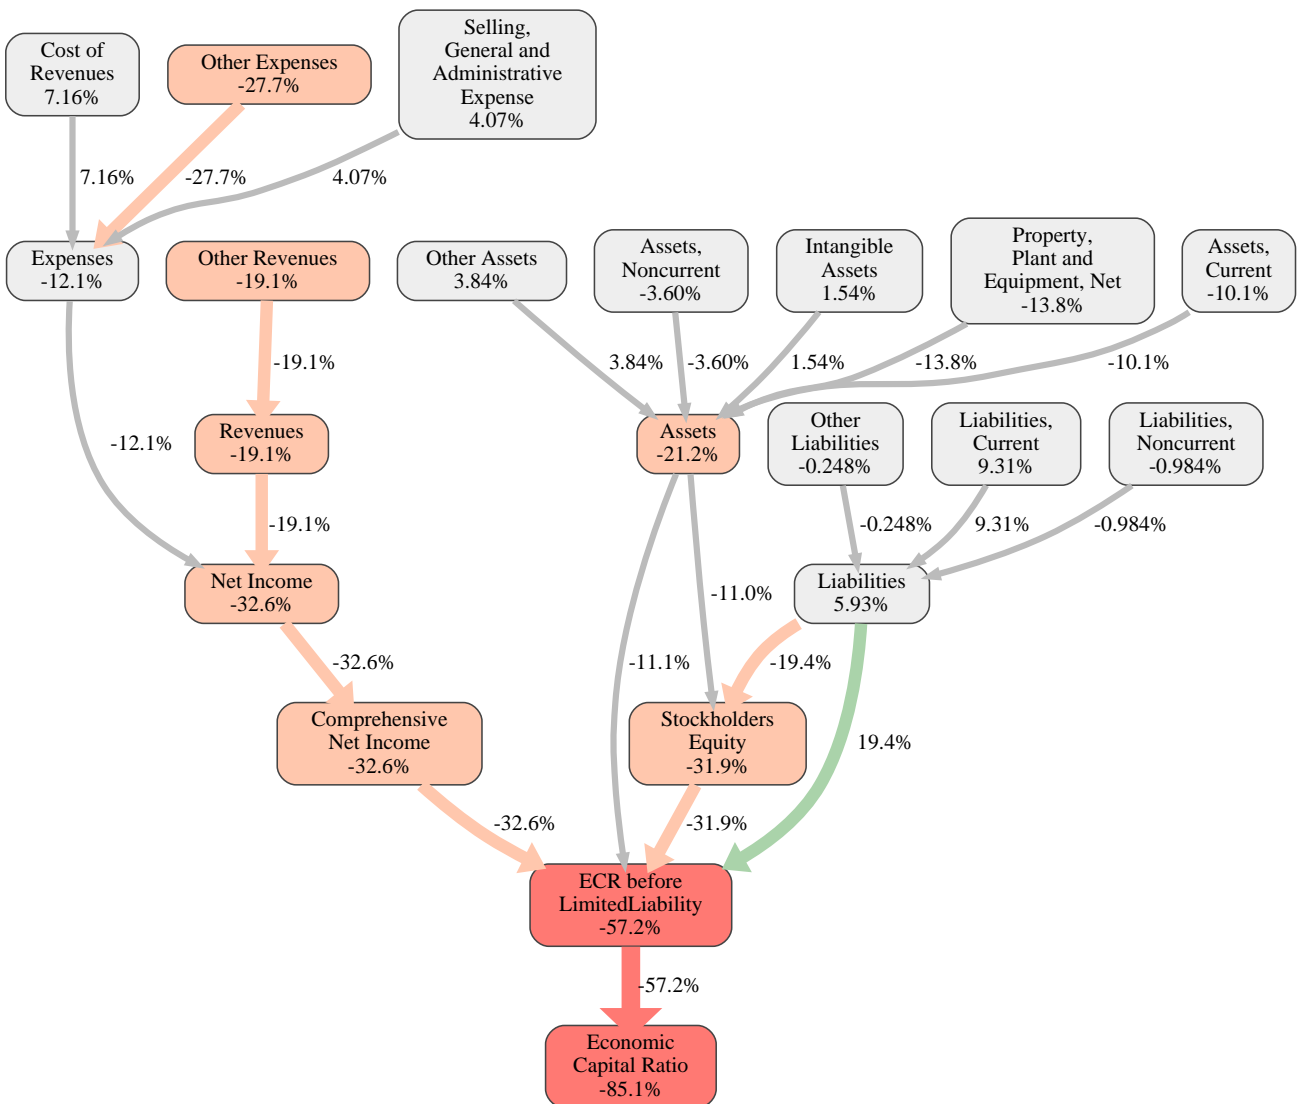 Cost of
Revenues
7.16%
Other Expenses
-27.7%
Selling,
General and
Administrative
Expense
4.07%
7.16%
-27.7%
4.07%
Expenses
-12.1%
Other Revenues
-19.1%
Other Assets
3.84%
Assets,
Noncurrent
-3.60%
Intangible
Assets
1.54%
Property,
Plant and
Equipment, Net
-13.8%
Assets,
Current
-10.1%
-19.1%
3.84%
-3.60%
1.54%
-13.8%
-10.1%
-12.1%
Revenues
-19.1%
Assets
-21.2%
Other
Liabilities
-0.248%
Liabilities,
Current
9.31%
Liabilities,
Noncurrent
-0.984%
-19.1%
-0.248%
9.31%
-0.984%
Net Income
-32.6%
-11.0%
Liabilities
5.93%
-32.6%
-11.1%
-19.4%
Comprehensive
Net Income
-32.6%
Stockholders
Equity
-31.9%
19.4%
-32.6%
-31.9%
ECR before
LimitedLiability
-57.2%
-57.2%
Economic
Capital Ratio
-85.1%